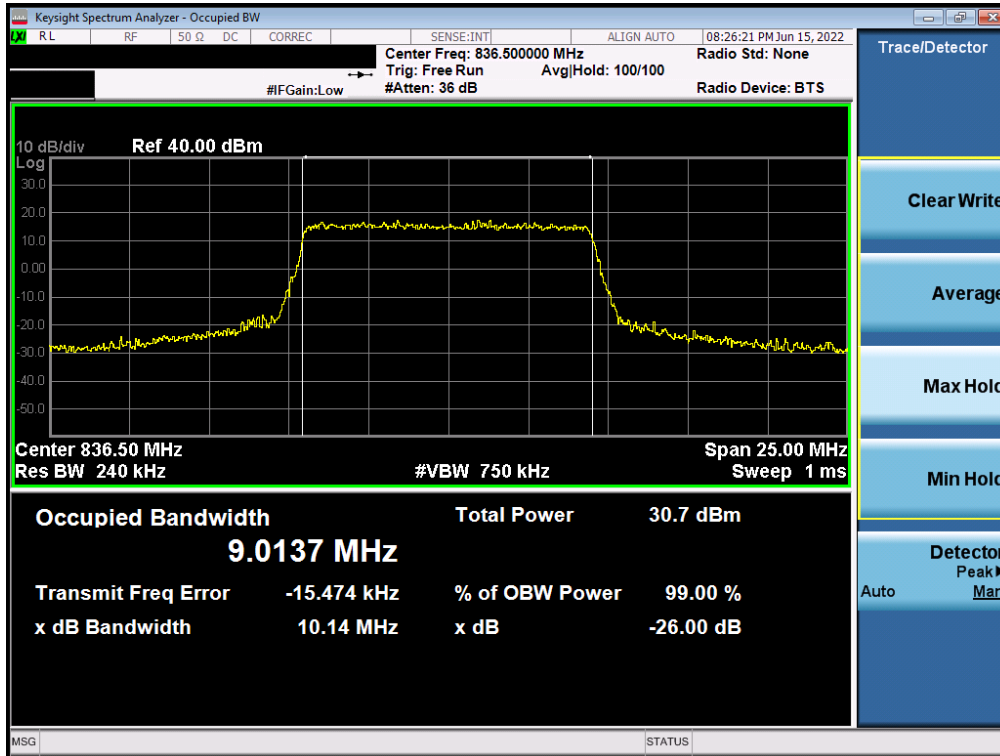 Keysight Spectrum Analyzer - Occupied BW
LXI RL RF 50 Ω DC CORREC SENSE:INT ALIGN AUTO 08:26:21 PM Jun 15, 2022
Center Freq: 836.500000 MHz Radio Std: None
Trig: Free Run Avg|Hold: 100/100
#IFGain:Low #Atten: 36 dB Radio Device: BTS
Trace/Detector
10 dB/div Ref 40.00 dBm
Log
30.0
20.0
10.0
0.00
-10.0
-20.0
-30.0
-40.0
-50.0
Center 836.50 MHz Span 25.00 MHz
Res BW 240 kHz #VBW 750 kHz Sweep 1 ms
Occupied Bandwidth Total Power 30.7 dBm
9.0137 MHz
Transmit Freq Error -15.474 kHz % of OBW Power 99.00 %
x dB Bandwidth 10.14 MHz x dB -26.00 dB
Clear Write
Average
Max Hold
Min Hold
Detector
Peak
Auto Man
MSG STATUS